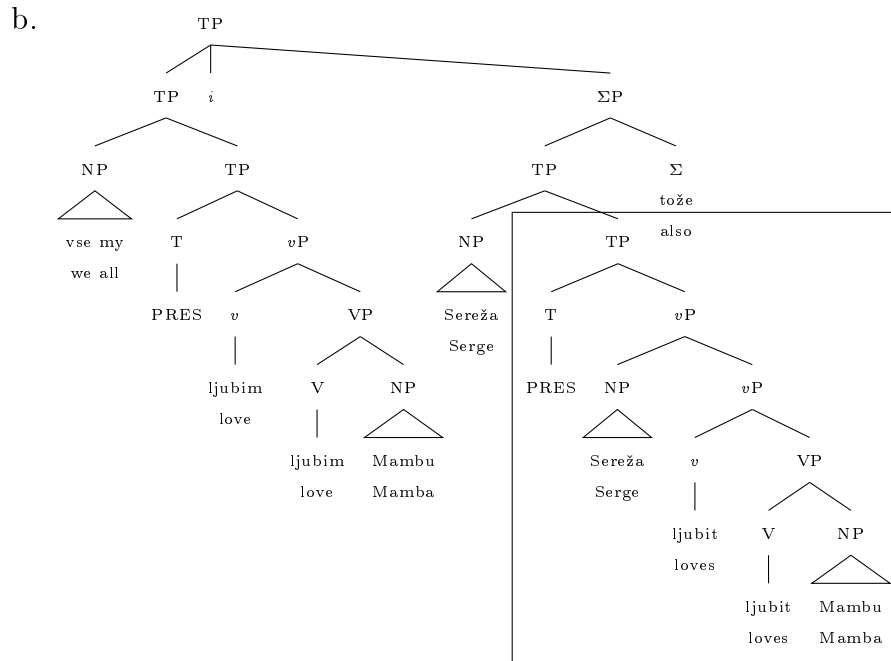 b.
TP
TP i ΣP
NP TP TP Σ
tože
vse my T vP NP TP also
we all
PRES v VP Sereža T vP
Serge
ljubim V NP PRES NP vP
love
ljubim Mambu Sereža v VP
love Mamba Serge
ljubit V NP
loves
ljubit Mambu
loves Mamba